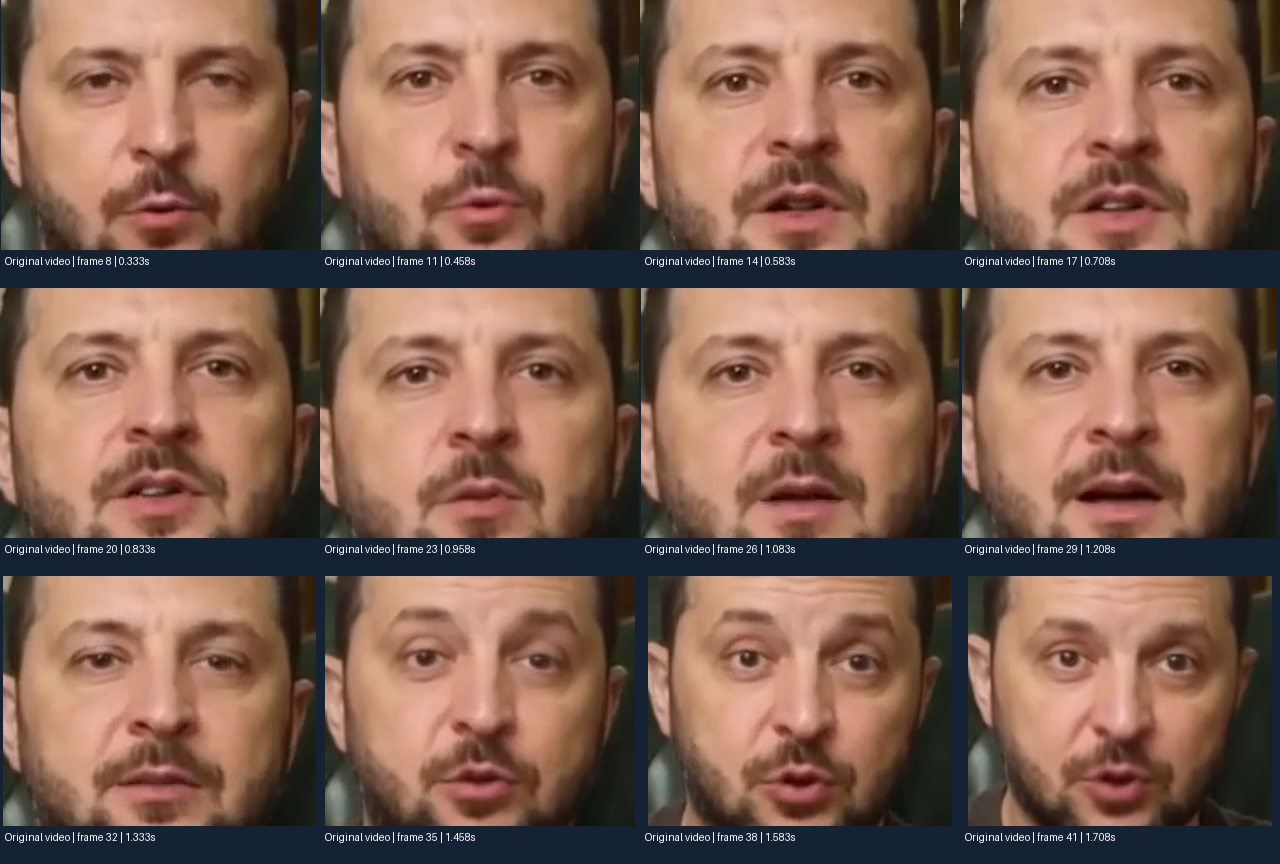 Original video | frame 8 | 0.333s
Original video | frame 11 | 0.458s
Original video | frame 14 | 0.583s
Original video | frame 17 | 0.708s
Original video | frame 20 | 0.833s
Original video | frame 23 | 0.958s
Original video | frame 26 | 1.083s
Original video | frame 29 | 1.208s
Original video | frame 32 | 1.333s
Original video | frame 35 | 1.458s
Original video | frame 38 | 1.583s
Original video | frame 41 | 1.708s